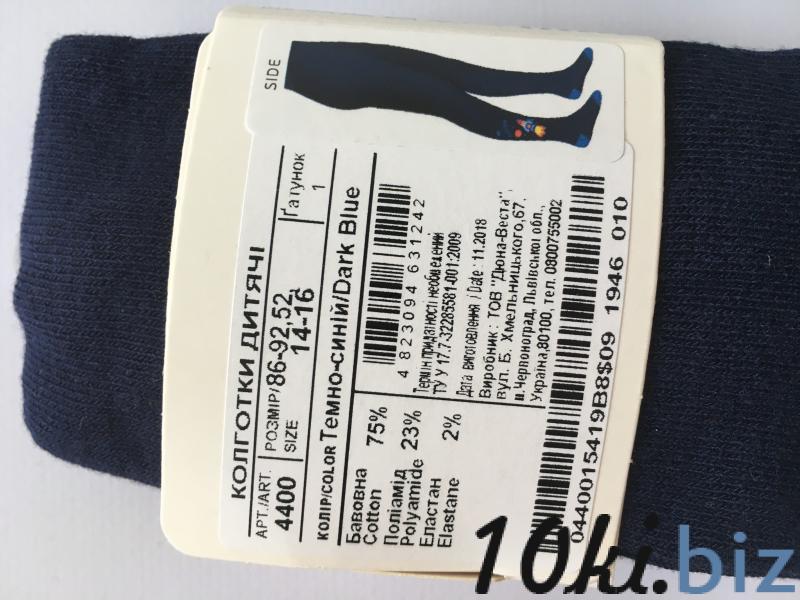 SIDE
КОЛГОТКИ ДИТЯЧІ
АРТ./ART.
4400
РОЗМІР/ 86-92,52
SIZE 14-16
Ґатунок
1
КОЛІР/COLOR Темно-синій/Dark Blue
Бавовна 75%
Cotton
Поліамід 23%
Polyamide
Еластан 2%
Elastane
4 823094 631242
Термін придатності необмежений
ТУ У 17.7-32285581-001:2009
Дата виготовлення / Date : 11.2018
Виробник : ТОВ "Дюна-Веста",
вул. Б. Хмельницького,67,
м.Червоноград, Львівської обл.,
Україна,80100, тел. 0800755002
0440015419B8$09 1946 010
10ki.biz